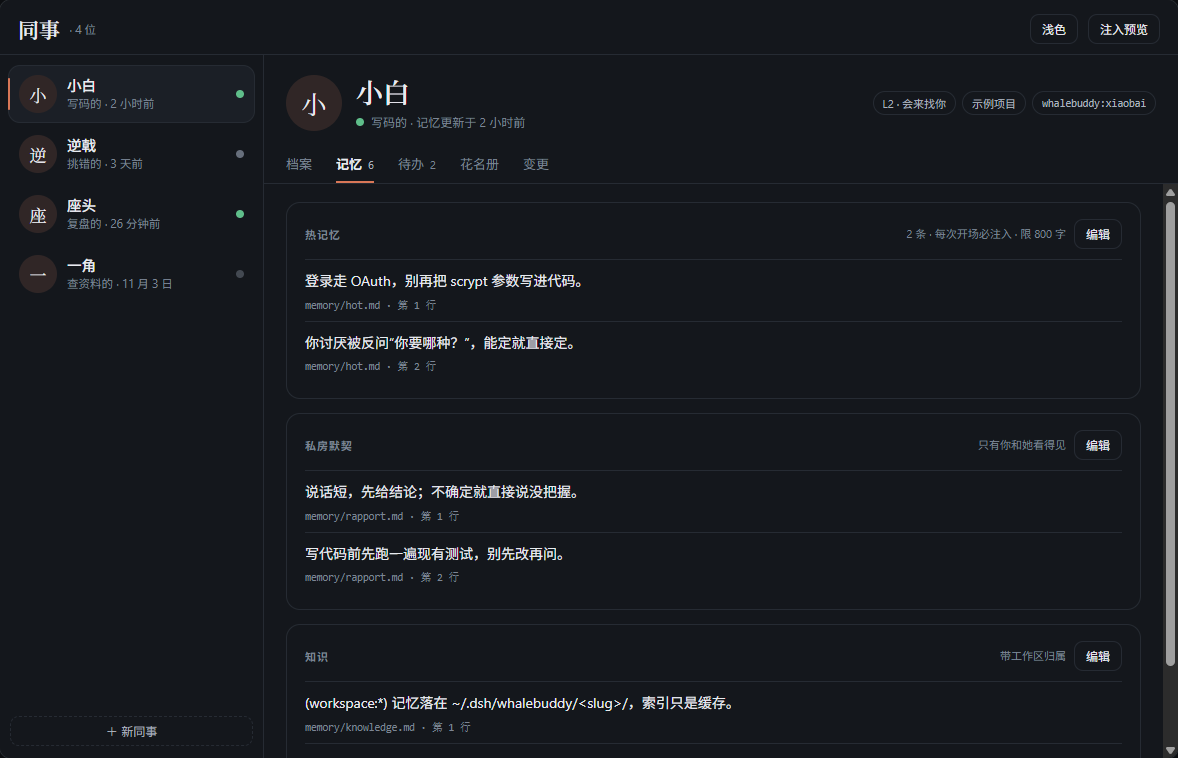 同事 · 4 位
浅色
注入预览
小
小白
写码的 · 2 小时前
逆
逆戟
挑错的 · 3 天前
座
座头
复盘的 · 26 分钟前
一
一角
查资料的 · 11 月 3 日
+ 新同事
小
小白
写码的 · 记忆更新于 2 小时前
L2 · 会来找你
示例项目
whalebuddy:xiaobai
档案 记忆 6 待办 2 花名册 变更
热记忆 2 条 · 每次开场必注入 · 限 800 字 编辑
登录走 OAuth，别再把 scrypt 参数写进代码。
memory/hot.md · 第 1 行
你讨厌被反问“你要哪种？”，能定就直接定。
memory/hot.md · 第 2 行
私房默契 只有你和她看得见 编辑
说话短，先给结论；不确定就直接说没把握。
memory/rapport.md · 第 1 行
写代码前先跑一遍现有测试，别先改再问。
memory/rapport.md · 第 2 行
知识 带工作区归属 编辑
(workspace:*) 记忆落在 ~/.dsh/whalebuddy/<slug>/，索引只是缓存。
memory/knowledge.md · 第 1 行